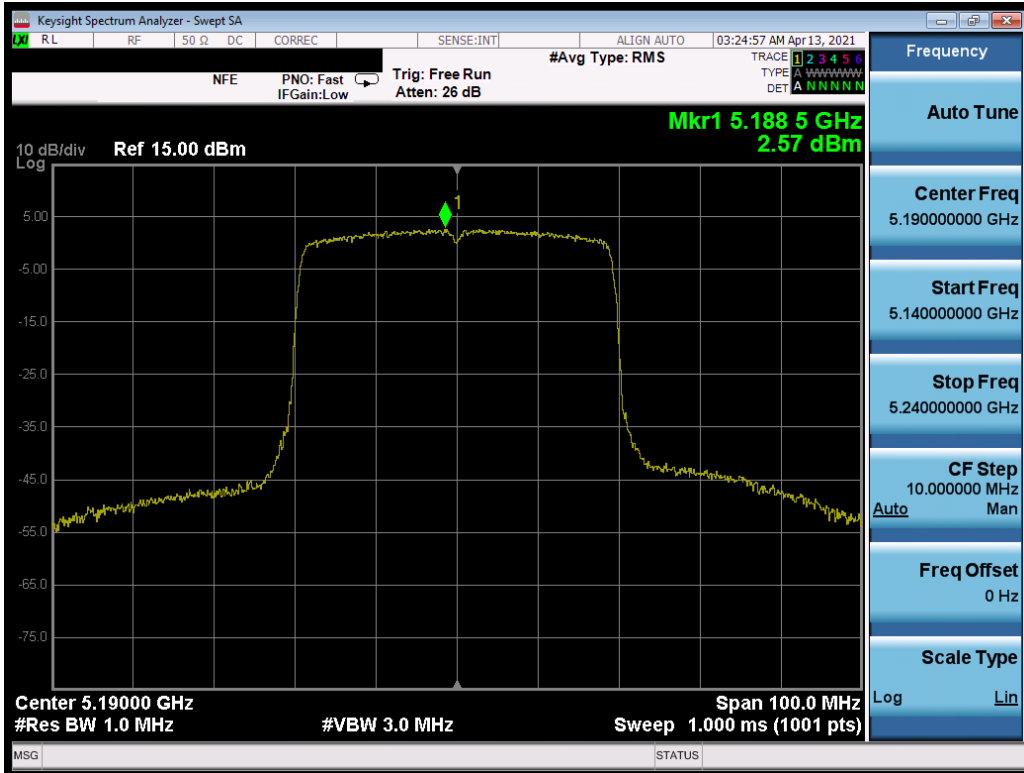 Keysight Spectrum Analyzer - Swept SA
LXI RL RF 50 Ω DC CORREC SENSE:INT ALIGN AUTO 03:24:57 AM Apr 13, 2021
NFE PNO: Fast IFGain:Low Trig: Free Run Atten: 26 dB
#Avg Type: RMS
TRACE 1 2 3 4 5 6
TYPE A WWWWW
DET A N N N N N
Mkr1 5.188 5 GHz
2.57 dBm
10 dB/div Ref 15.00 dBm
Log
1
5.00
-5.00
-15.0
-25.0
-35.0
-45.0
-55.0
-65.0
-75.0
Center 5.19000 GHz Span 100.0 MHz
#Res BW 1.0 MHz #VBW 3.0 MHz Sweep 1.000 ms (1001 pts)
MSG STATUS
Frequency
Auto Tune
Center Freq
5.190000000 GHz
Start Freq
5.140000000 GHz
Stop Freq
5.240000000 GHz
CF Step
10.000000 MHz
Auto Man
Freq Offset
0 Hz
Scale Type
Log Lin